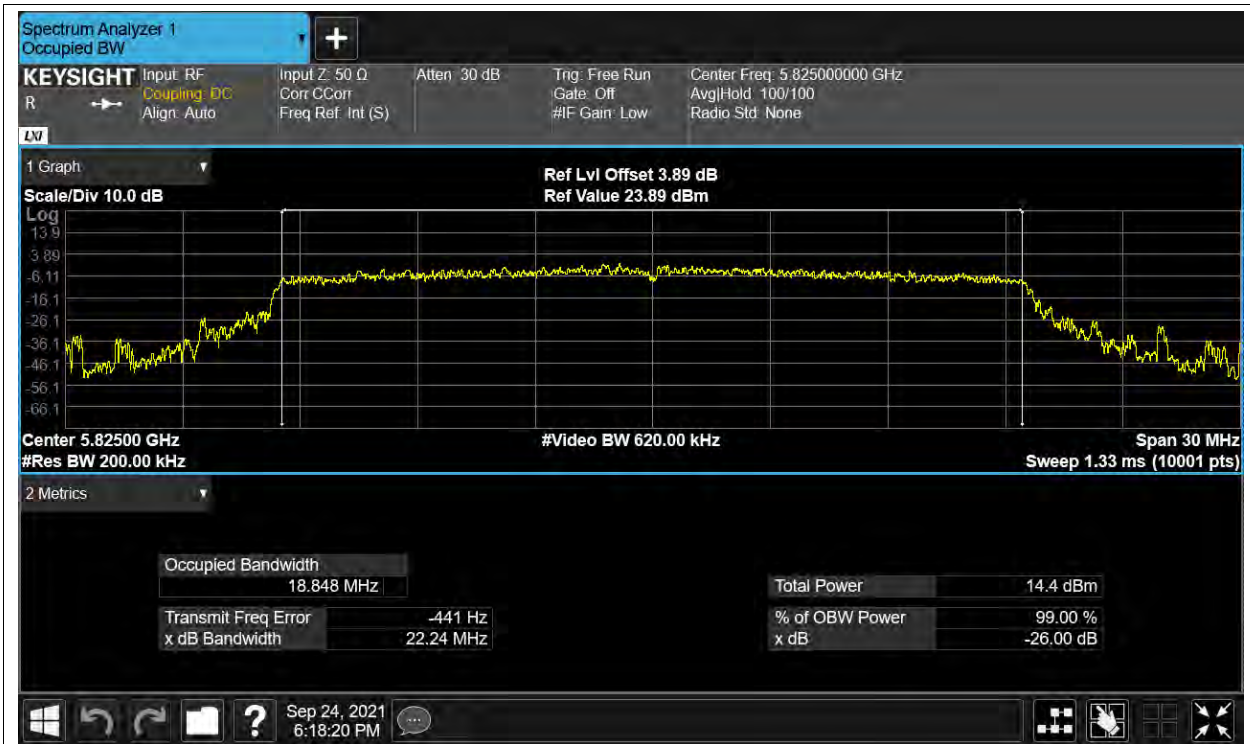 Spectrum Analyzer 1
Occupied BW
KEYSIGHT
R
LXI
Input: RF
Coupling: DC
Align: Auto
Input Z: 50 Ω
Corr CCorr
Freq Ref: Int (S)
Atten: 30 dB
Trig: Free Run
Gate: Off
#IF Gain: Low
Center Freq: 5.825000000 GHz
Avg|Hold: 100/100
Radio Std: None
1 Graph
Scale/Div 10.0 dB
Ref Lvl Offset 3.89 dB
Ref Value 23.89 dBm
Log
13.9
3.89
-6.11
-16.1
-26.1
-36.1
-46.1
-56.1
-66.1
Center 5.82500 GHz
#Res BW 200.00 kHz
#Video BW 620.00 kHz
Span 30 MHz
Sweep 1.33 ms (10001 pts)
2 Metrics
Occupied Bandwidth
18.848 MHz
Transmit Freq Error -441 Hz
x dB Bandwidth 22.24 MHz
Total Power 14.4 dBm
% of OBW Power 99.00 %
x dB -26.00 dB
?
Sep 24, 2021
6:18:20 PM